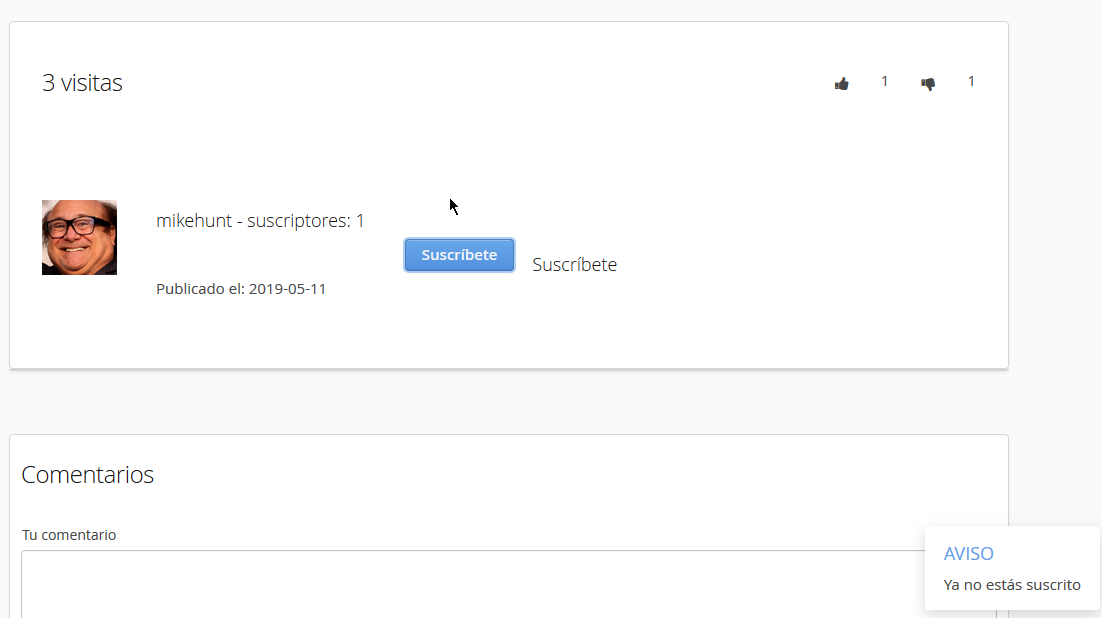 3 visitas
1 1
mikehunt - suscriptores: 1
Suscríbete Suscríbete
Publicado el: 2019-05-11
Comentarios
Tu comentario
AVISO
Ya no estás suscrito